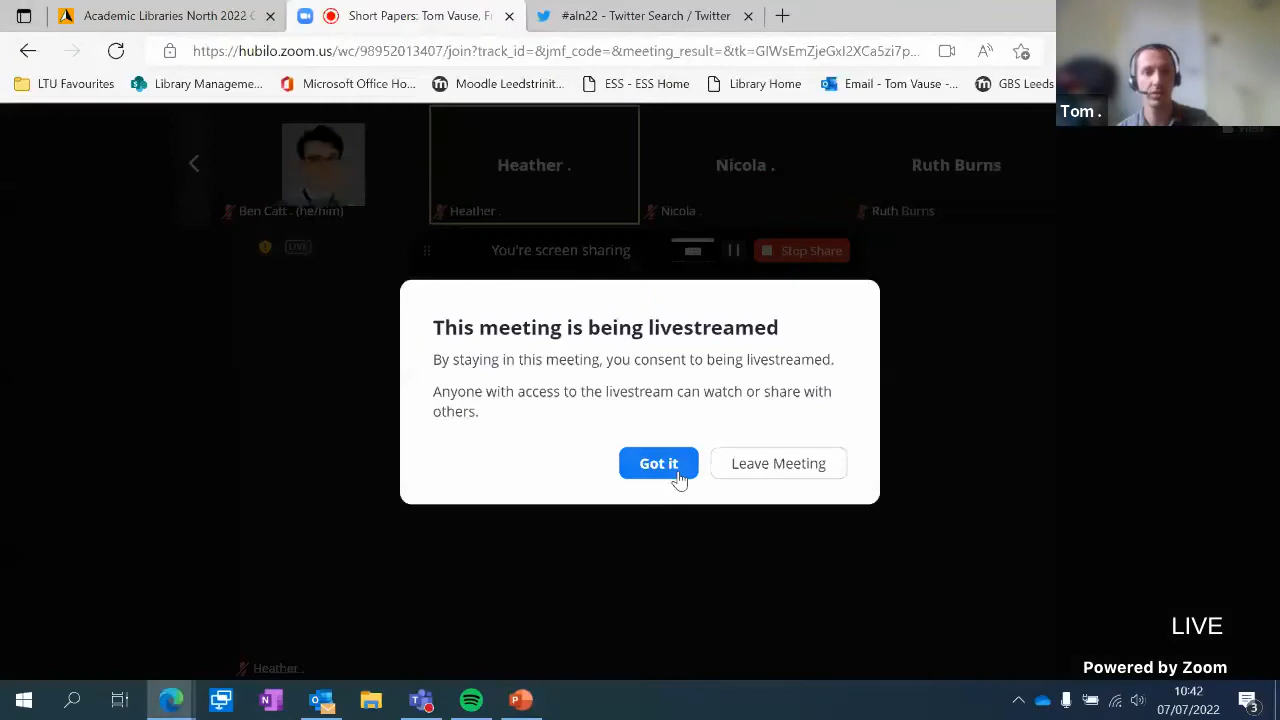 Academic Libraries North 2022 C
Short Papers: Tom Vause, Fr
#aln22 - Twitter Search / Twitter
https://hubilo.zoom.us/wc/98952013407/join?track_id=&jmf_code=&meeting_result=&tk=GIWsEmZjeGxI2XCa5zi7p...
LTU Favourites
Library Manageme...
Microsoft Office Ho...
Moodle Leedstrinit...
ESS - ESS Home
Library Home
Email - Tom Vause -...
GBS Leeds
Tom .
View
Heather .
Nicola .
Ruth Burns
Ben Catt . (he/him)
Heather .
Nicola .
Ruth Burns
LIVE
You're screen sharing
Stop Share
This meeting is being livestreamed
By staying in this meeting, you consent to being livestreamed.
Anyone with access to the livestream can watch or share with
others.
Got it
Leave Meeting
LIVE
Heather .
Powered by Zoom
10:42
07/07/2022
3